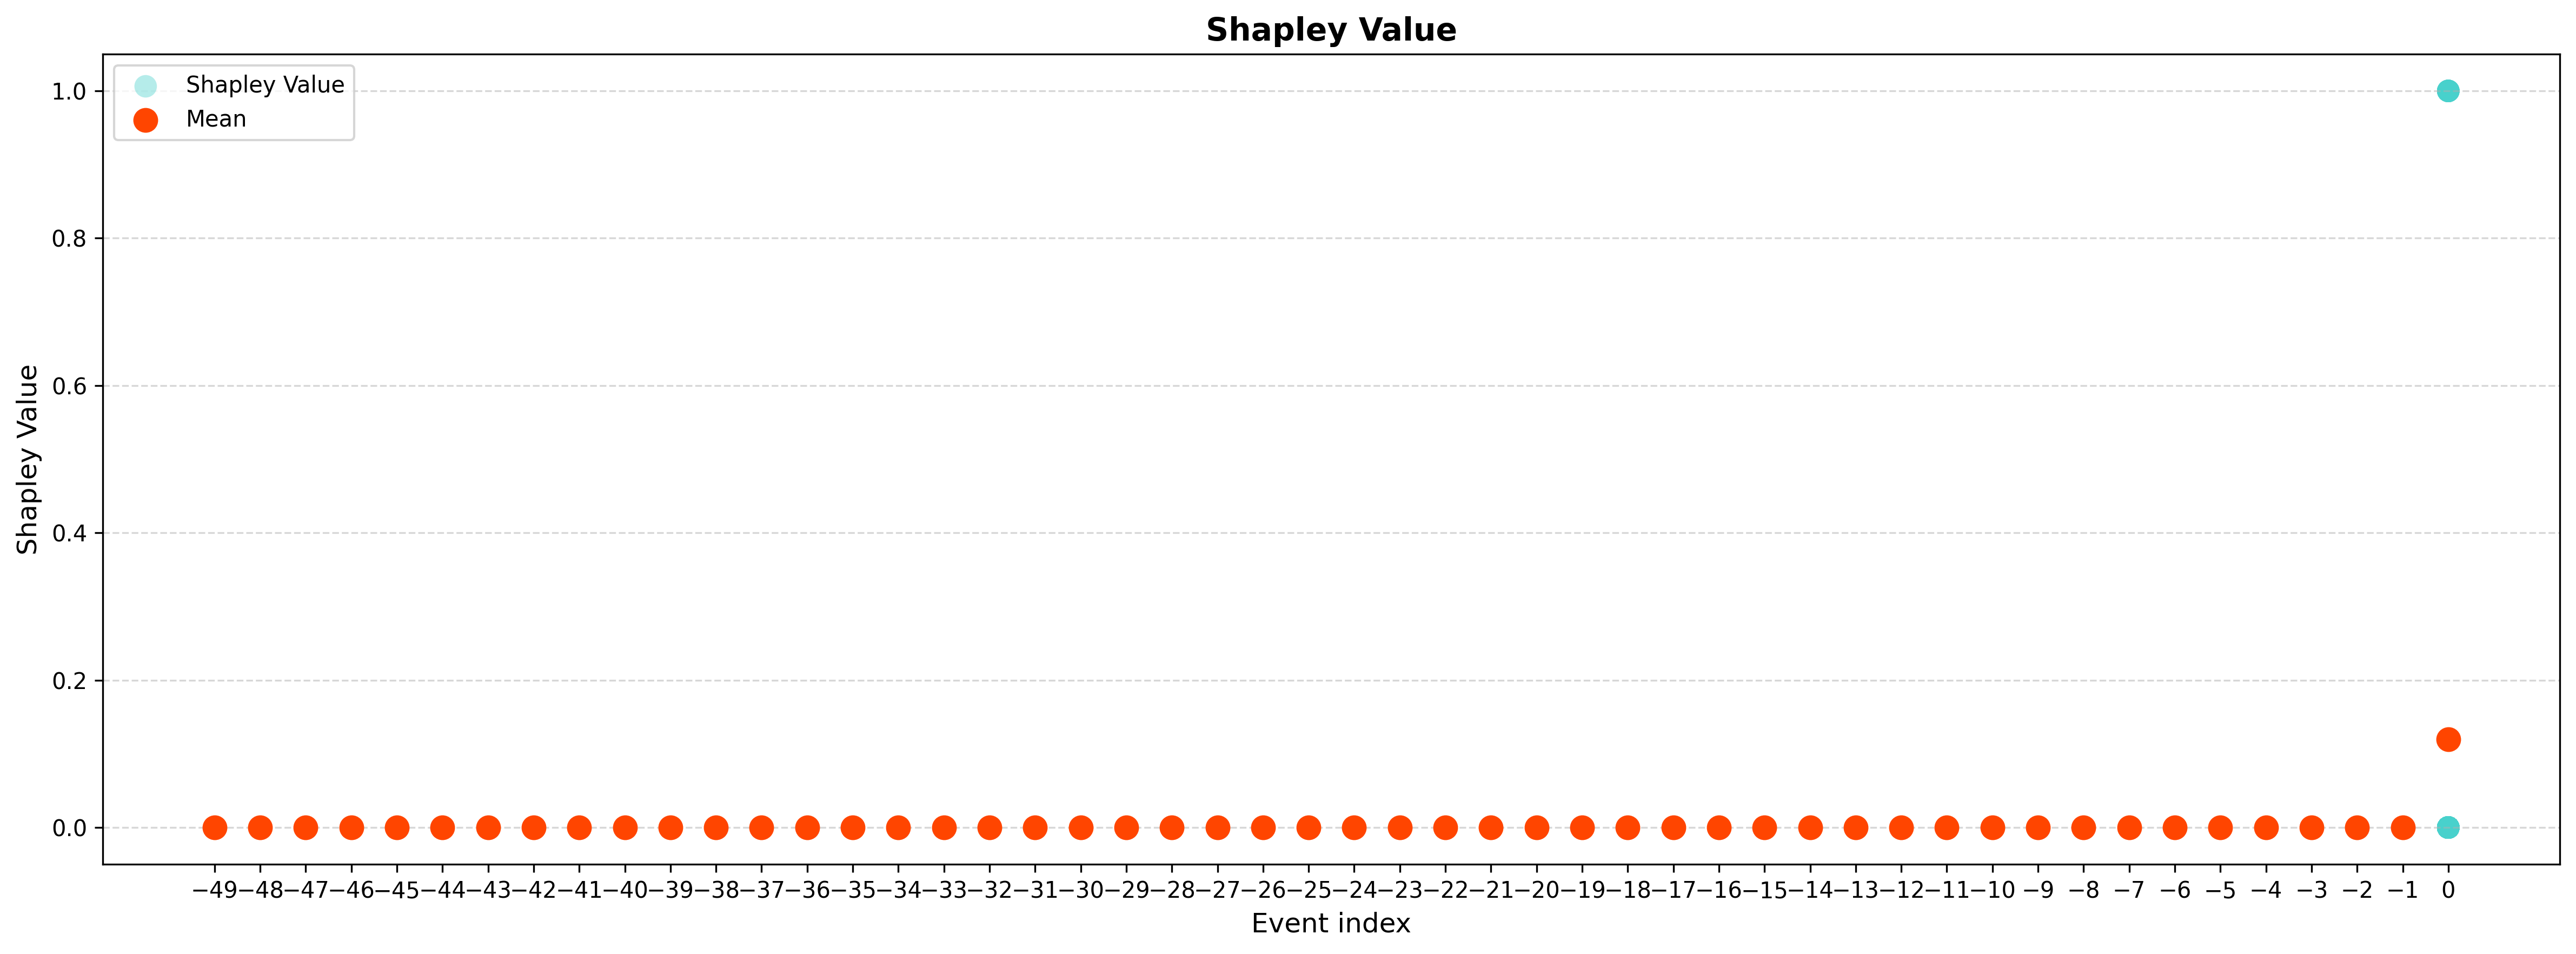 Shapley Value
Shapley Value
Mean
1.0
0.8
0.6
0.4
0.2
0.0
Shapley Value
−49 −48 −47 −46 −45 −44 −43 −42 −41 −40 −39 −38 −37 −36 −35 −34 −33 −32 −31 −30 −29 −28 −27 −26 −25 −24 −23 −22 −21 −20 −19 −18 −17 −16 −15 −14 −13 −12 −11 −10 −9 −8 −7 −6 −5 −4 −3 −2 −1 0
Event index